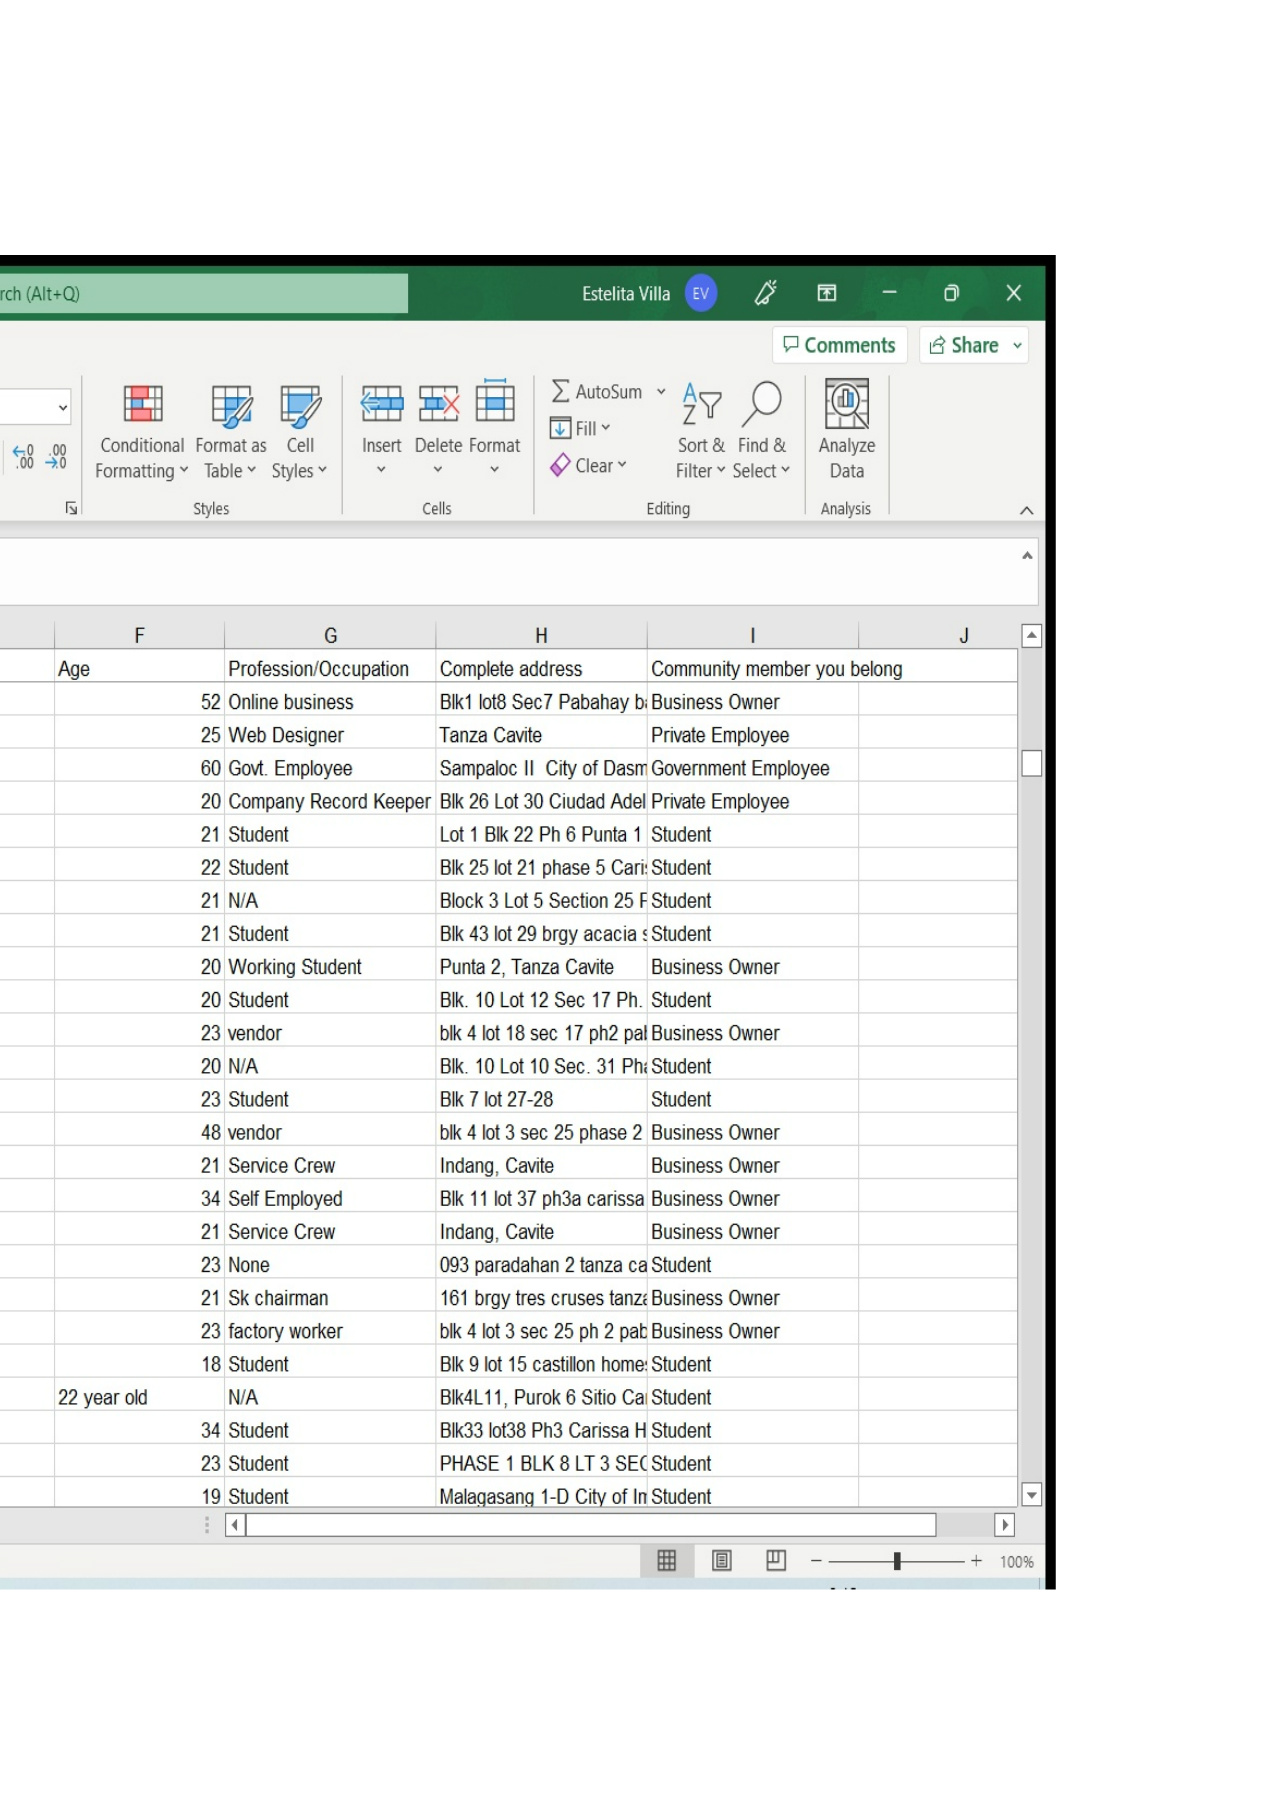 rch (Alt+Q) Estelita Villa EV
Comments Share
AutoSum
Fill
Clear
Conditional Formatting Format as Table Cell Styles Insert Delete Format Sort & Filter Find & Select Analyze Data
Styles Cells Editing Analysis
F G H I J
Age Profession/Occupation Complete address Community member you belong
52 Online business Blk1 lot8 Sec7 Pabahay ba Business Owner
25 Web Designer Tanza Cavite Private Employee
60 Govt. Employee Sampaloc II City of Dasm Government Employee
20 Company Record Keeper Blk 26 Lot 30 Ciudad Adel Private Employee
21 Student Lot 1 Blk 22 Ph 6 Punta 1 Student
22 Student Blk 25 lot 21 phase 5 Caris Student
21 N/A Block 3 Lot 5 Section 25 P Student
21 Student Blk 43 lot 29 brgy acacia s Student
20 Working Student Punta 2, Tanza Cavite Business Owner
20 Student Blk. 10 Lot 12 Sec 17 Ph. Student
23 vendor blk 4 lot 18 sec 17 ph2 pab Business Owner
20 N/A Blk. 10 Lot 10 Sec. 31 Pha Student
23 Student Blk 7 lot 27-28 Student
48 vendor blk 4 lot 3 sec 25 phase 2 Business Owner
21 Service Crew Indang, Cavite Business Owner
34 Self Employed Blk 11 lot 37 ph3a carissa Business Owner
21 Service Crew Indang, Cavite Business Owner
23 None 093 paradahan 2 tanza ca Student
21 Sk chairman 161 brgy tres cruses tanza Business Owner
23 factory worker blk 4 lot 3 sec 25 ph 2 pab Business Owner
18 Student Blk 9 lot 15 castillon homes Student
22 year old N/A Blk4L11, Purok 6 Sitio Ca Student
34 Student Blk33 lot38 Ph3 Carissa H Student
23 Student PHASE 1 BLK 8 LT 3 SEC Student
19 Student Malagasang 1-D City of Im Student
100%